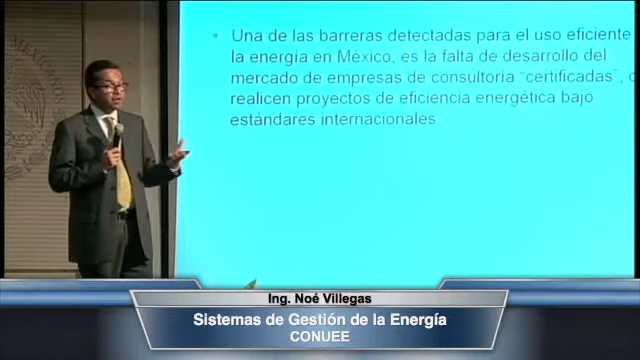 Una de las barreras detectadas para el uso eficiente
la energía en México, es la falta de desarrollo del
mercado de empresas de consultoría "certificadas",
realicen proyectos de eficiencia energética bajo
estándares internacionales.
Ing. Noé Villegas
Sistemas de Gestión de la Energía
CONUEE